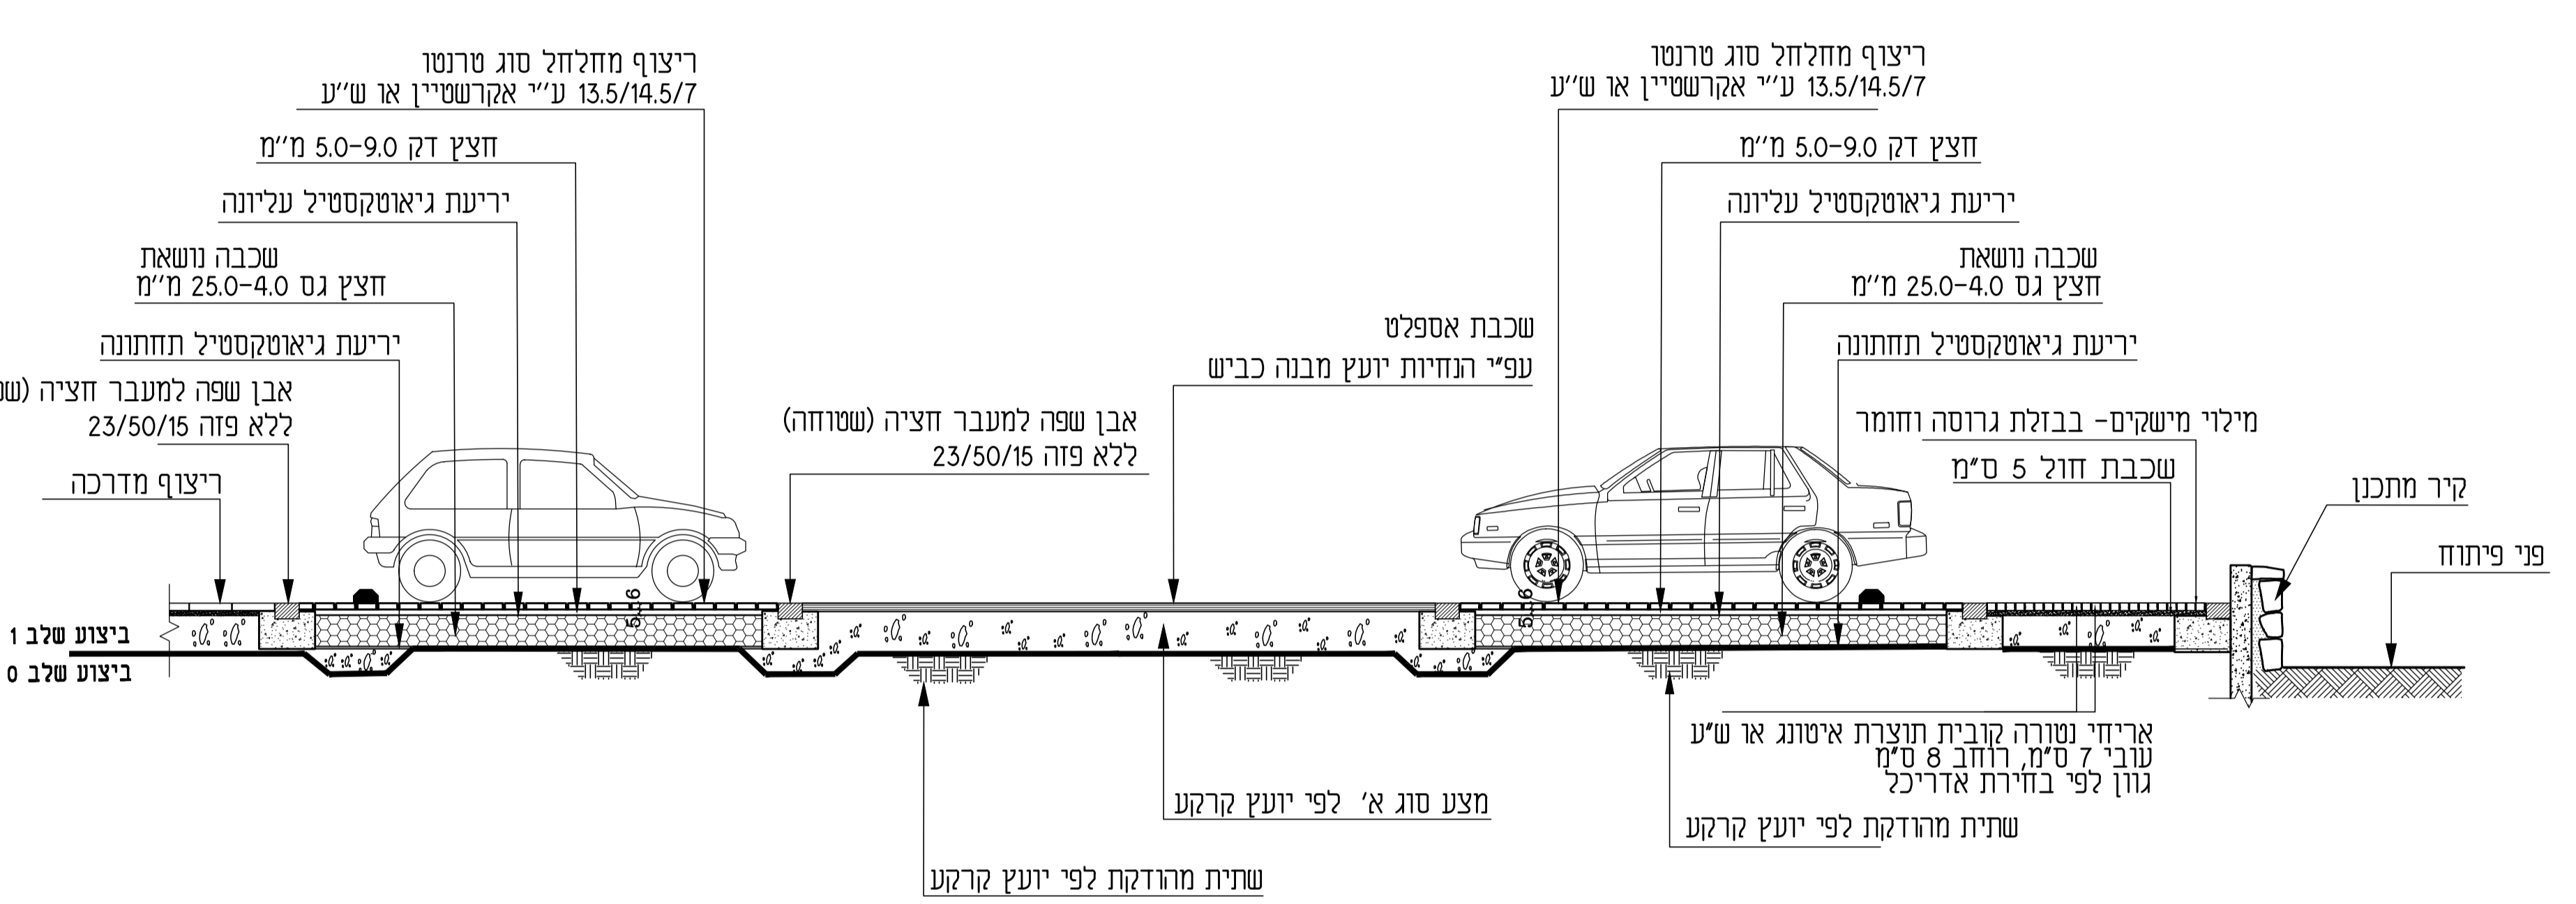 ריצוף מחלחל סוג טרנטו
13.5/14.5/7 ע''י אקרשטיין או ש''ע
חצץ דק 5.0-9.0 מ''מ
יריעת גיאוטקסטיל עליונה
שכבה נושאת
חצץ גס 25.0-4.0 מ''מ
יריעת גיאוטקסטיל תחתונה
מילוי מישקים- בבזלת גרוסה וחומר
שכבת חול 5 ס"מ
קיר מתכנן
פני פיתוח
שכבת אספלט
עפ"י הנחיות יועץ מבנה כביש
אבן שפה למעבר חציה (שטוחה)
ללא פזה 23/50/15
ריצוף מחלחל סוג טרנטו
13.5/14.5/7 ע''י אקרשטיין או ש''ע
חצץ דק 5.0-9.0 מ''מ
יריעת גיאוטקסטיל עליונה
שכבה נושאת
חצץ גס 25.0-4.0 מ''מ
יריעת גיאוטקסטיל תחתונה
אבן שפה למעבר חציה
ללא פזה 23/50/15
ריצוף מדרכה
ביצוע שלב 1
ביצוע שלב 0
אריחי נטורה קובית תוצרת איטונג או ש"ע
עובי 7 ס"מ, רוחב 8 ס"מ
גוון לפי בחירת אדריכל
מצע סוג א' לפי יועץ קרקע
שתית מהודקת לפי יועץ קרקע
שתית מהודקת לפי יועץ קרקע